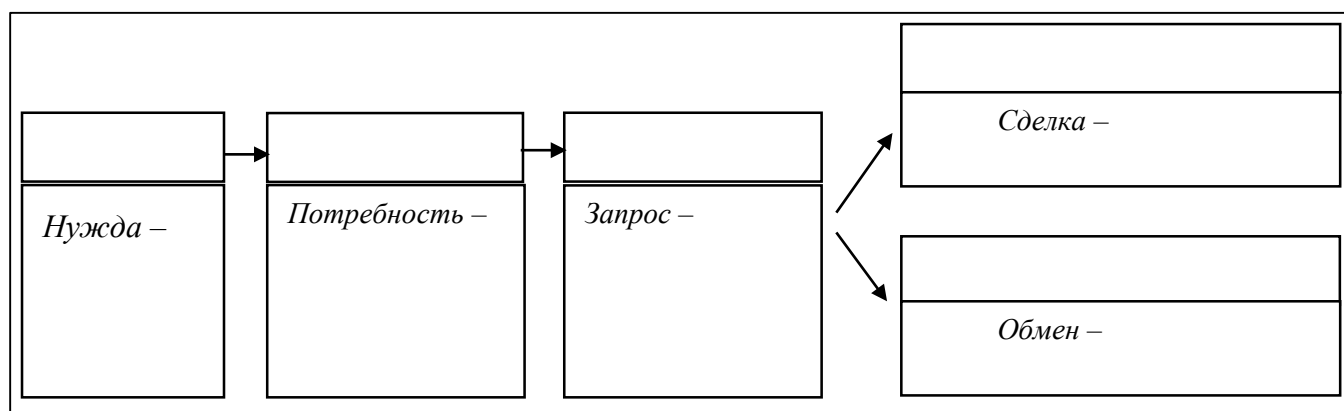 Нужда –
Потребность –
Запрос –
Сделка –
Обмен –